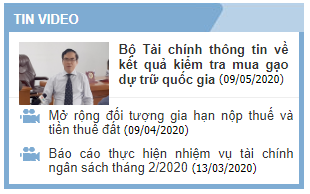 TIN VIDEO
Bộ Tài chính thông tin về
kết quả kiểm tra mua gạo
dự trữ quốc gia (09/05/2020)
Mở rộng đối tượng gia hạn nộp thuế và
tiền thuế đất (09/04/2020)
Báo cáo thực hiện nhiệm vụ tài chính
ngân sách tháng 2/2020 (13/03/2020)